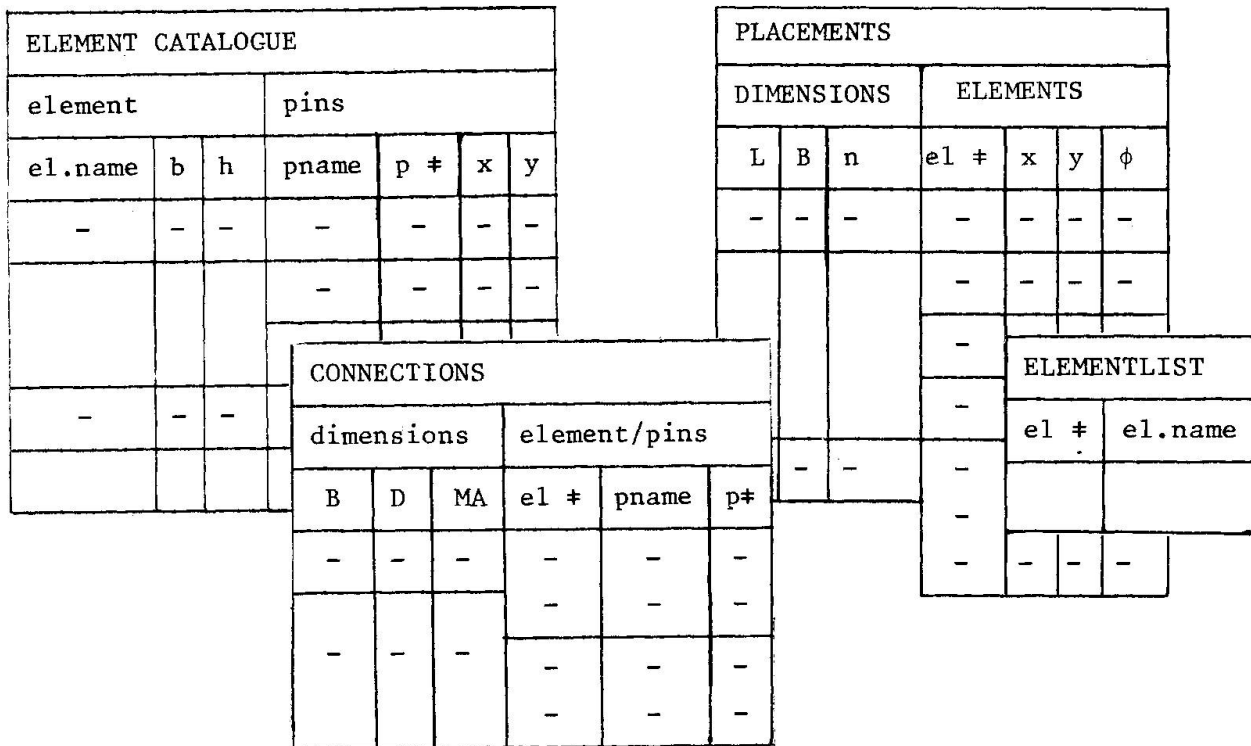 ELEMENT CATALOGUE
element pins
el.name b h pname p ‡ x y
– – – – – – –
– – – –
– – –
PLACEMENTS
DIMENSIONS ELEMENTS
L B n el ‡ x y ϕ
– – – – – – –
– – – –
–
–
– – –
–
– – – –
CONNECTIONS
dimensions element/pins
B D MA el ‡ pname p‡
– – – – – –
– – –
– – – – – –
– – –
ELEMENTLIST
el ‡ el.name